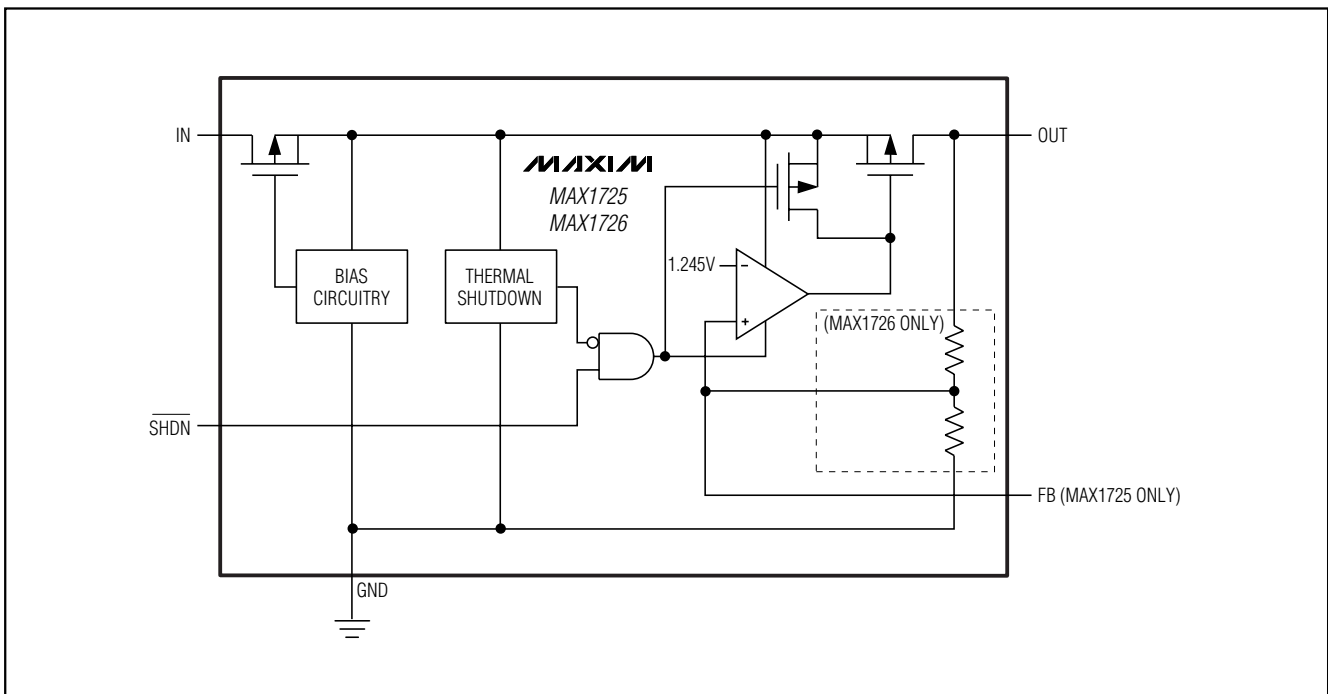 IN
OUT
MAXIM
MAX1725
MAX1726
1.245V
−
+
BIAS
CIRCUITRY
THERMAL
SHUTDOWN
(MAX1726 ONLY)
SHDN
FB (MAX1725 ONLY)
GND